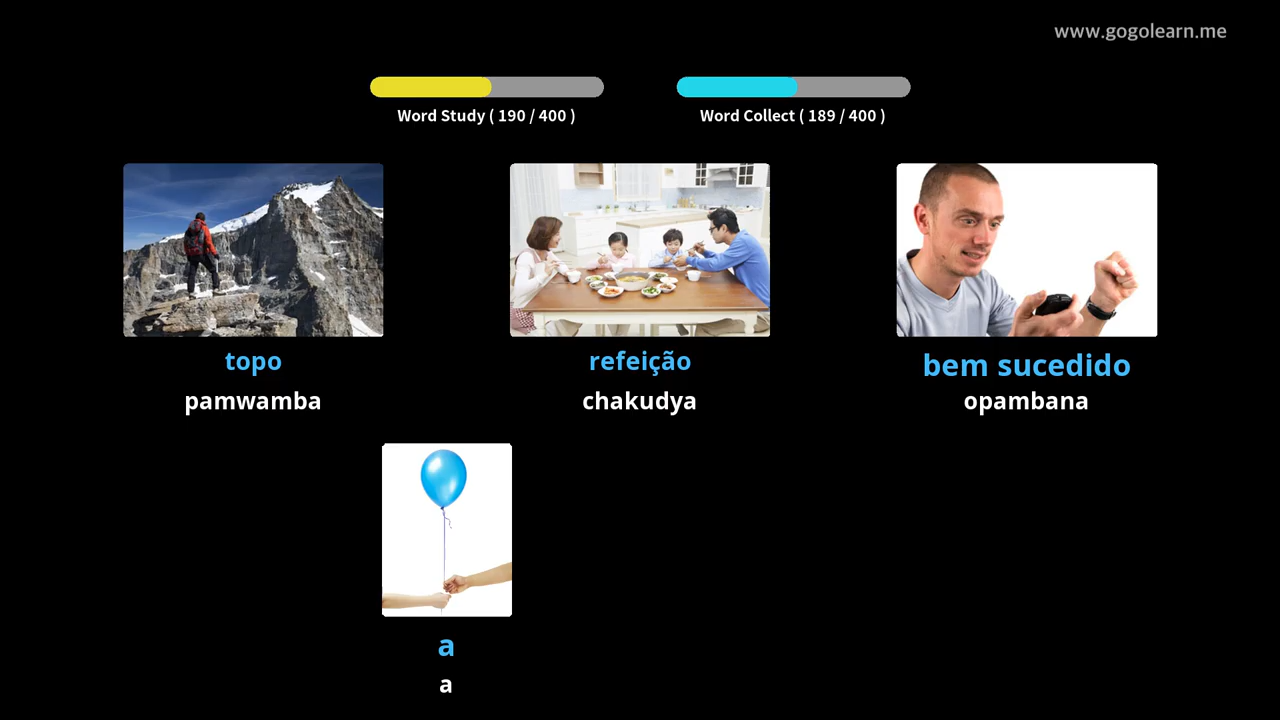 www.gogolearn.me
Word Study ( 190 / 400 )
Word Collect ( 189 / 400 )
topo
pamwamba
refeição
chakudya
bem sucedido
opambana
a
a